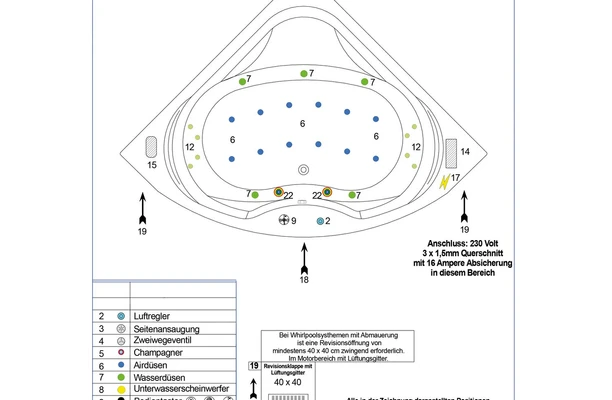 7
7
7
6
6
6
12
12
15
14
17
7
22
22
7
9
2
19
19
18
Anschluss: 230 Volt
3 x 1,5mm Querschnitt
mit 16 Ampere Absicherung
in diesem Bereich
2 Luftregler
3 Seitenansaugung
4 Zweiwegeventil
5 Champagner
6 Airdüsen
7 Wasserdüsen
8 Unterwasserscheinwerfer
Bei Whirlpoolsysthemen mit Abmauerung
ist eine Revisionsöffnung von
mindestens 40 x 40 cm zwingend erforderlich.
Im Motorbereich mit Lüftungsgitter.
19
Revisionsklappe mit
Lüftungsgitter
40 x 40
Alle in der Zeichnung dargestellten Positionen